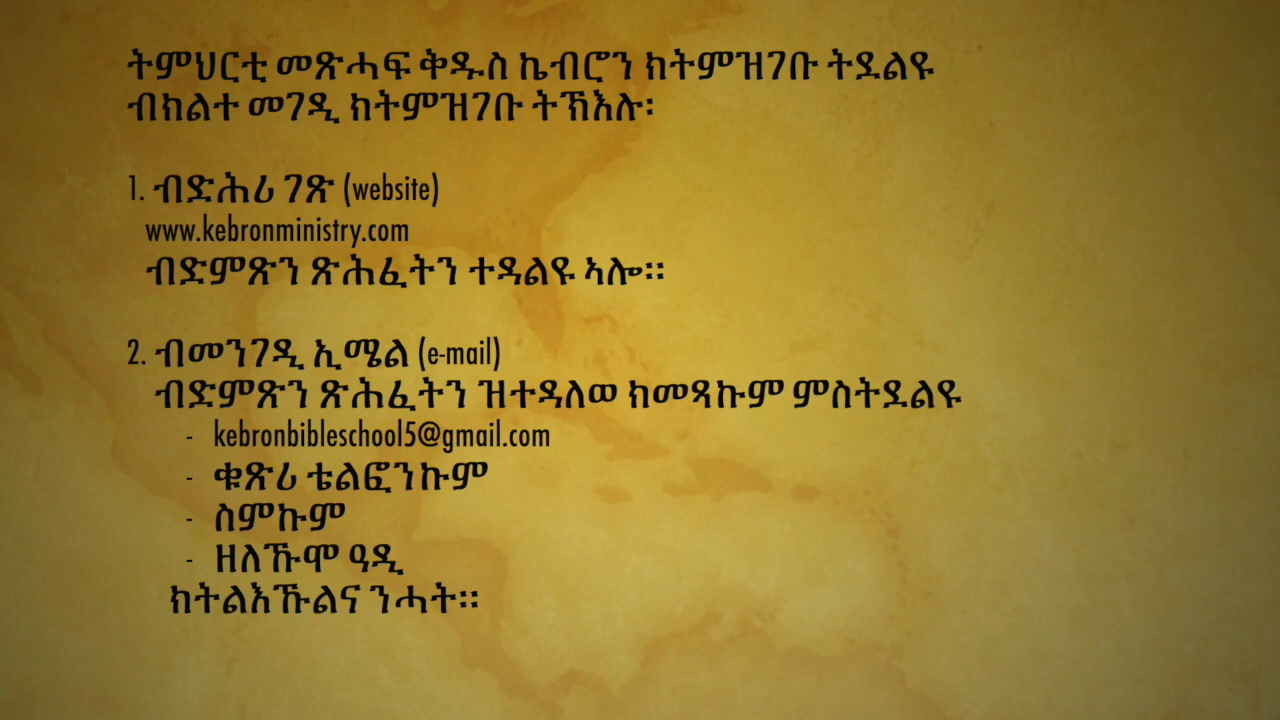 ትምህርቲ መጽሓፍ ቅዱስ ኬብሮን ክትምዝገቡ ትደልዩ
ብክልተ መገዲ ክትምዝገቡ ትኽእሉ፡
1. ብድሕሪ ገጽ (website)
www.kebronministry.com
ብድምጽን ጽሕፈትን ተዳልዩ ኣሎ።
2. ብመንገዲ ኢሜል (e-mail)
ብድምጽን ጽሕፈትን ዝተዳለወ ክመጻኩም ምስትደልዩ
- kebronbibleschool5@gmail.com
- ቁጽሪ ቴልፎንኩም
- ስምኩም
- ዘለኹሞ ዓዲ
ክትልእኹልና ንሓት።